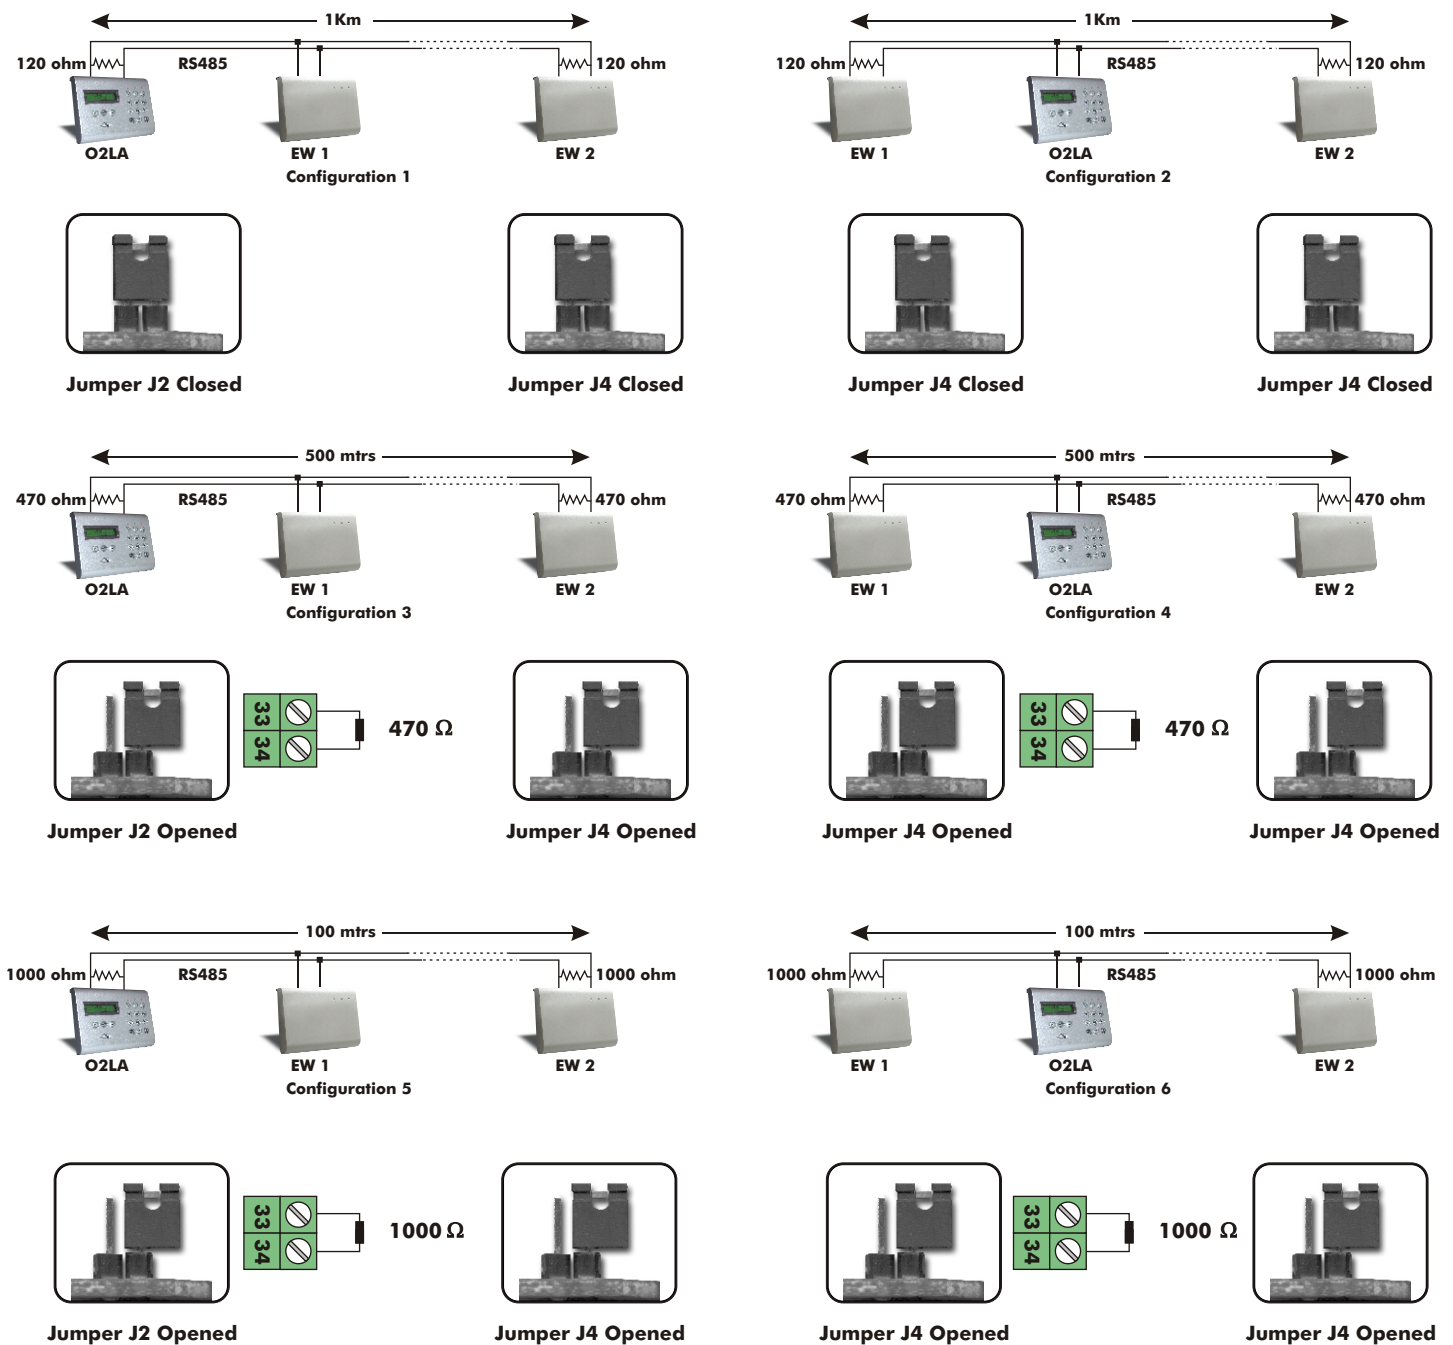 1Km
120 ohm
RS485
120 ohm
O2LA
EW 1
EW 2
Configuration 1
1Km
120 ohm
RS485
120 ohm
EW 1
O2LA
EW 2
Configuration 2
Jumper J2 Closed
Jumper J4 Closed
Jumper J4 Closed
Jumper J4 Closed
500 mtrs
470 ohm
RS485
470 ohm
O2LA
EW 1
EW 2
Configuration 3
500 mtrs
470 ohm
RS485
470 ohm
EW 1
O2LA
EW 2
Configuration 4
33
34
470 Ω
33
34
470 Ω
Jumper J2 Opened
Jumper J4 Opened
Jumper J4 Opened
Jumper J4 Opened
100 mtrs
1000 ohm
RS485
1000 ohm
O2LA
EW 1
EW 2
Configuration 5
100 mtrs
1000 ohm
RS485
1000 ohm
EW 1
O2LA
EW 2
Configuration 6
33
34
1000 Ω
33
34
1000 Ω
Jumper J2 Opened
Jumper J4 Opened
Jumper J4 Opened
Jumper J4 Opened